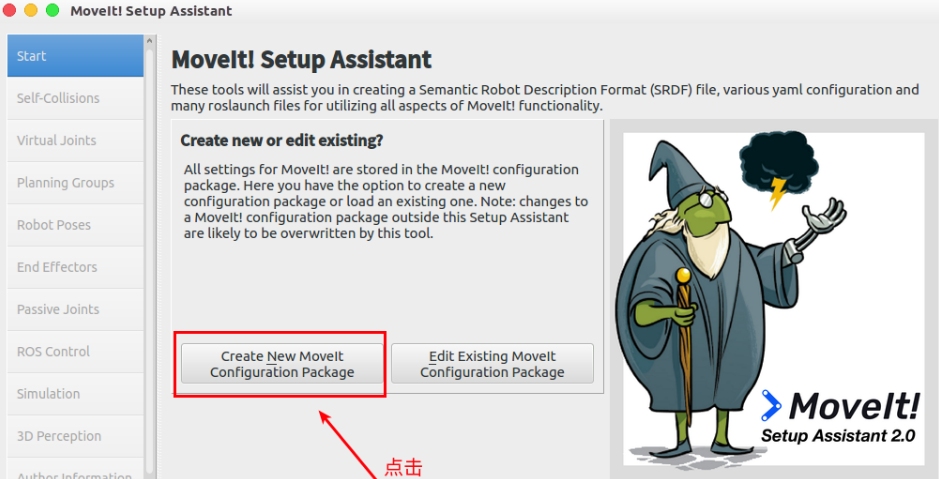 MoveIt! Setup Assistant
Start
Self-Collisions
Virtual Joints
Planning Groups
Robot Poses
End Effectors
Passive Joints
ROS Control
Simulation
3D Perception
Author Information
MoveIt! Setup Assistant
These tools will assist you in creating a Semantic Robot Description Format (SRDF) file, various yaml configuration and
many roslaunch files for utilizing all aspects of MoveIt! functionality.
Create new or edit existing?
All settings for MoveIt! are stored in the MoveIt! configuration
package. Here you have the option to create a new
configuration package or load an existing one. Note: changes to
a MoveIt! configuration package outside this Setup Assistant
are likely to be overwritten by this tool.
Create New MoveIt
Configuration Package
Edit Existing MoveIt
Configuration Package
点击
MoveIt!
Setup Assistant 2.0